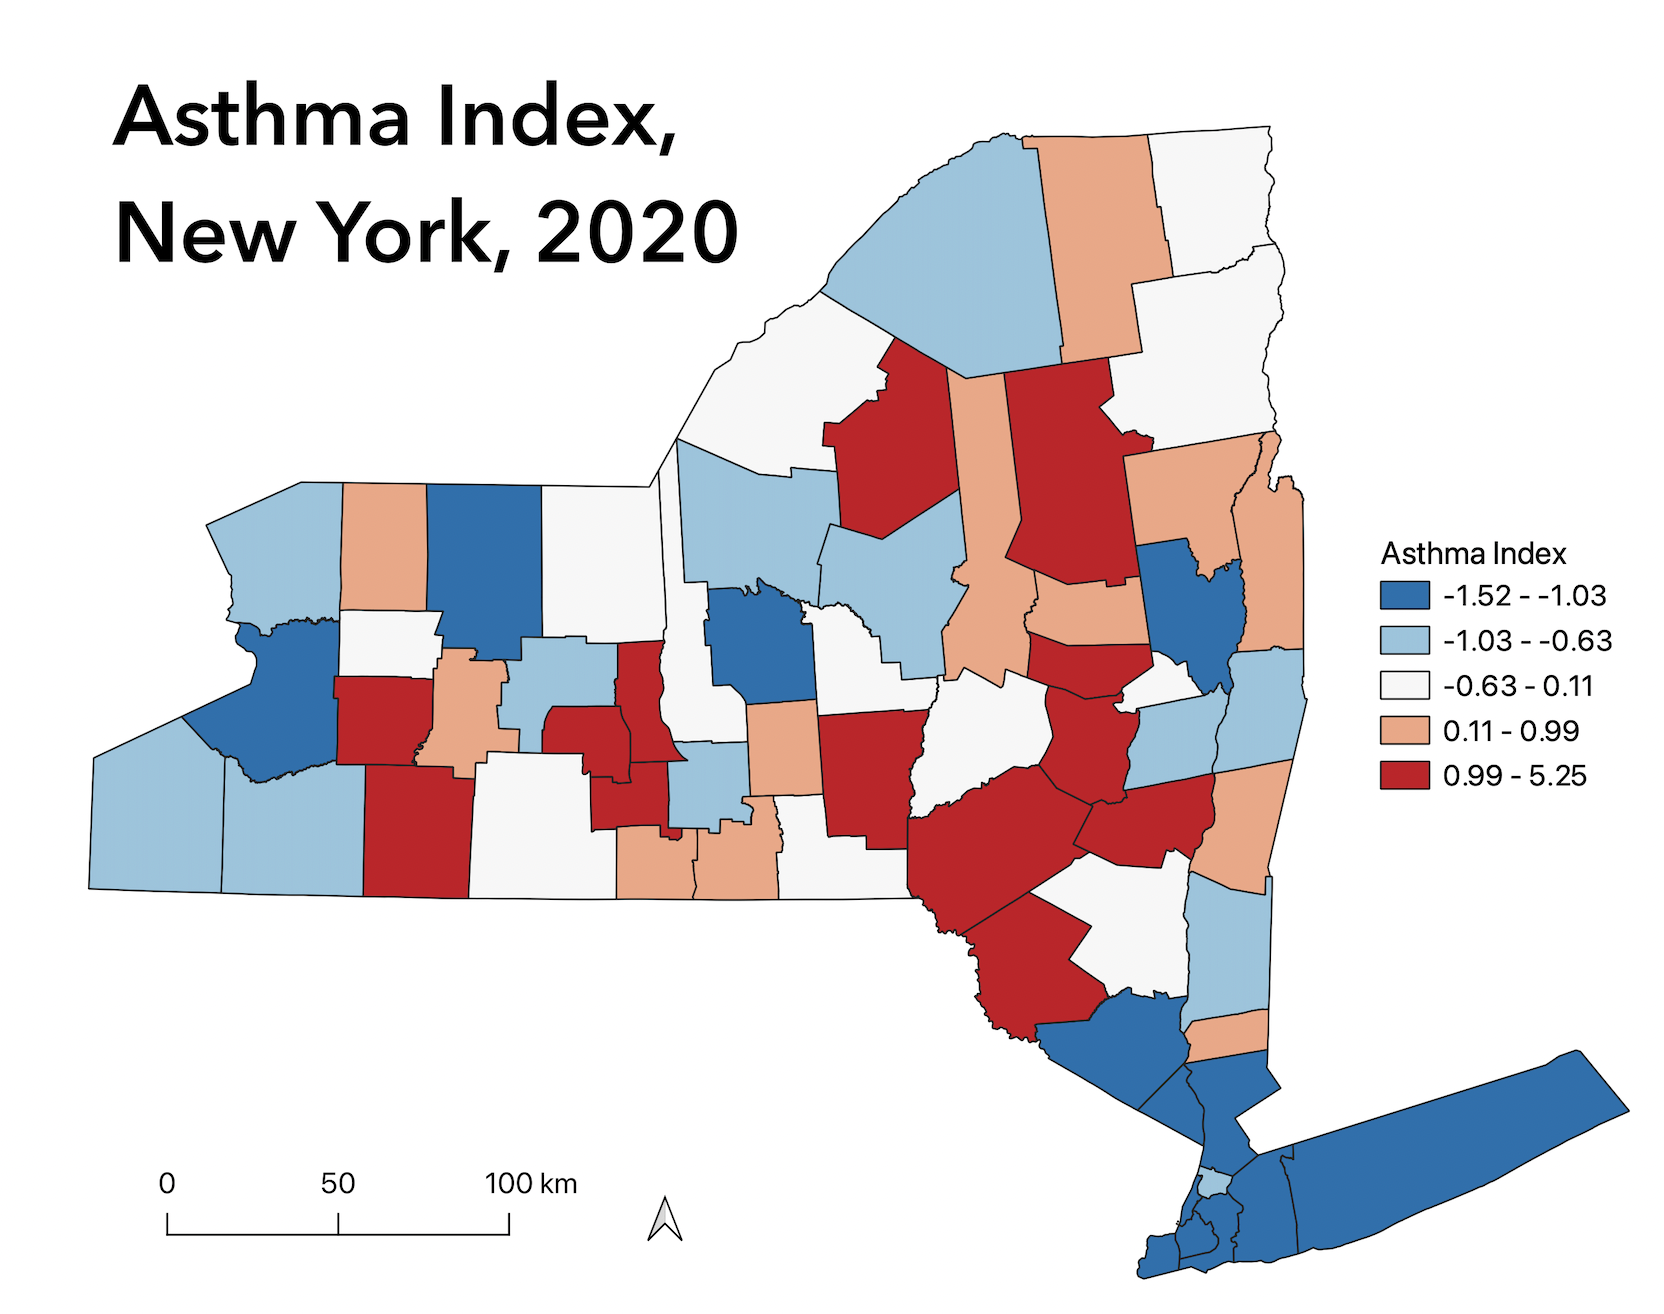 Asthma Index,
New York, 2020
Asthma Index
-1.52 - -1.03
-1.03 - -0.63
-0.63 - 0.11
0.11 - 0.99
0.99 - 5.25
0 50 100 km